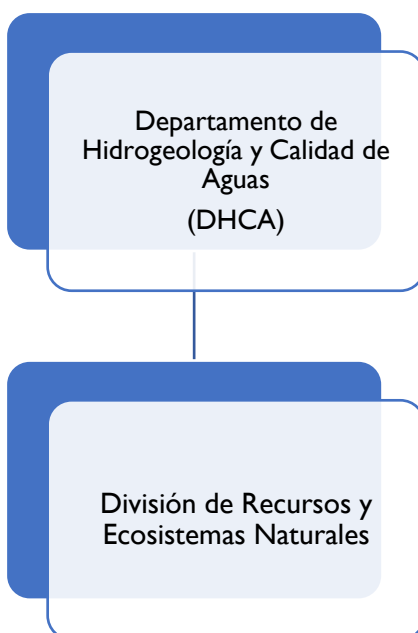 Departamento de
Hidrogeología y Calidad de
Aguas
(DHCA)
División de Recursos y
Ecosistemas Naturales